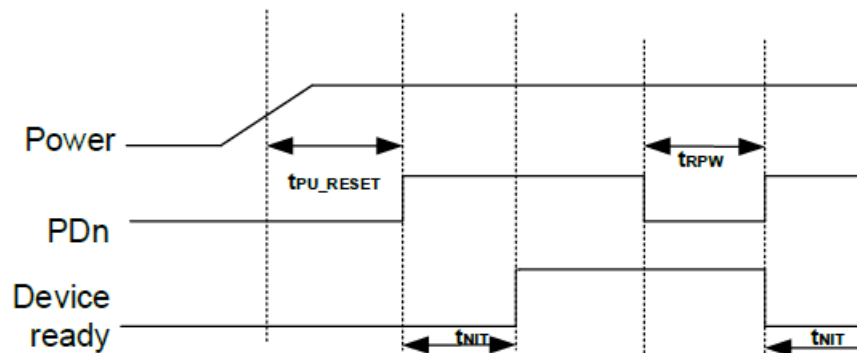 Power
tPU_RESET
tRPW
PDn
Device
ready
tNIT
tNIT